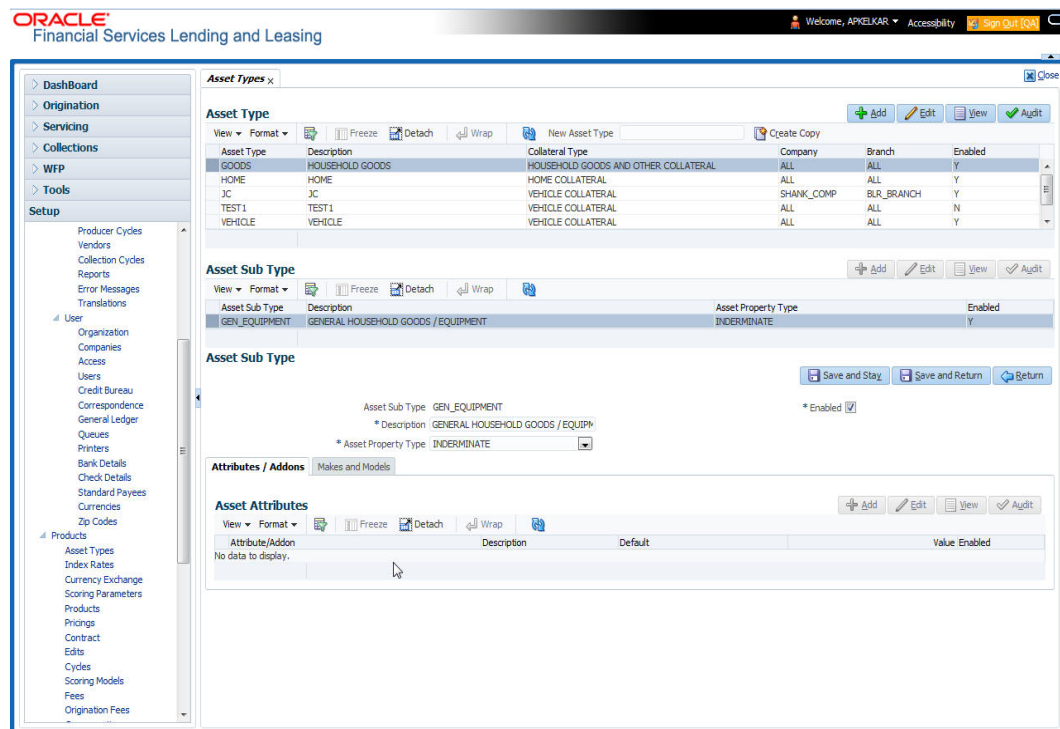 ORACLE
Financial Services Lending and Leasing
Welcome, APKELKAR Accessibility Sign Out [QA]
DashBoard
Origination
Servicing
Collections
WFP
Tools
Setup
Producer Cycles
Vendors
Collection Cycles
Reports
Error Messages
Translations
User
Organization
Companies
Access
Users
Credit Bureau
Correspondence
General Ledger
Queues
Printers
Bank Details
Check Details
Standard Payees
Currencies
Zip Codes
Products
Asset Types
Index Rates
Currency Exchange
Scoring Parameters
Products
Pricings
Contract
Edits
Cycles
Scoring Models
Fees
Origination Fees
Asset Types X
Close
Asset Type
Add Edit View Audit
View Format Freeze Detach Wrap New Asset Type Create Copy
Asset Type Description Collateral Type Company Branch Enabled
GOODS HOUSEHOLD GOODS HOUSEHOLD GOODS AND OTHER COLLATERAL ALL ALL Y
HOME HOME HOME COLLATERAL ALL ALL Y
JC JC VEHICLE COLLATERAL SHANK_COMP BLR_BRANCH Y
TEST1 TEST1 VEHICLE COLLATERAL ALL ALL N
VEHICLE VEHICLE VEHICLE COLLATERAL ALL ALL Y
Asset Sub Type
Add Edit View Audit
View Format Freeze Detach Wrap
Asset Sub Type Description Asset Property Type Enabled
GEN_EQUIPMENT GENERAL HOUSEHOLD GOODS / EQUIPMENT INDERMINATE Y
Asset Sub Type
Save and Stay Save and Return Return
Asset Sub Type GEN_EQUIPMENT * Enabled
* Description GENERAL HOUSEHOLD GOODS / EQUIPM
* Asset Property Type INDERMINATE
Attributes / Addons Makes and Models
Asset Attributes
Add Edit View Audit
View Format Freeze Detach Wrap
Attribute/Addon Description Default Value Enabled
No data to display.